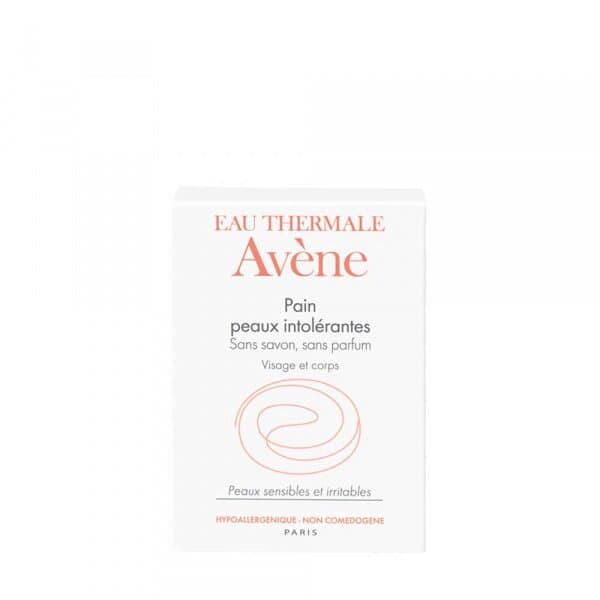 EAU THERMALE
Avène
Pain
peaux intolérantes
Sans savon, sans parfum
Visage et corps
Peaux sensibles et irritables
HYPOALLERGENIQUE - NON COMEDOGENE
PARIS